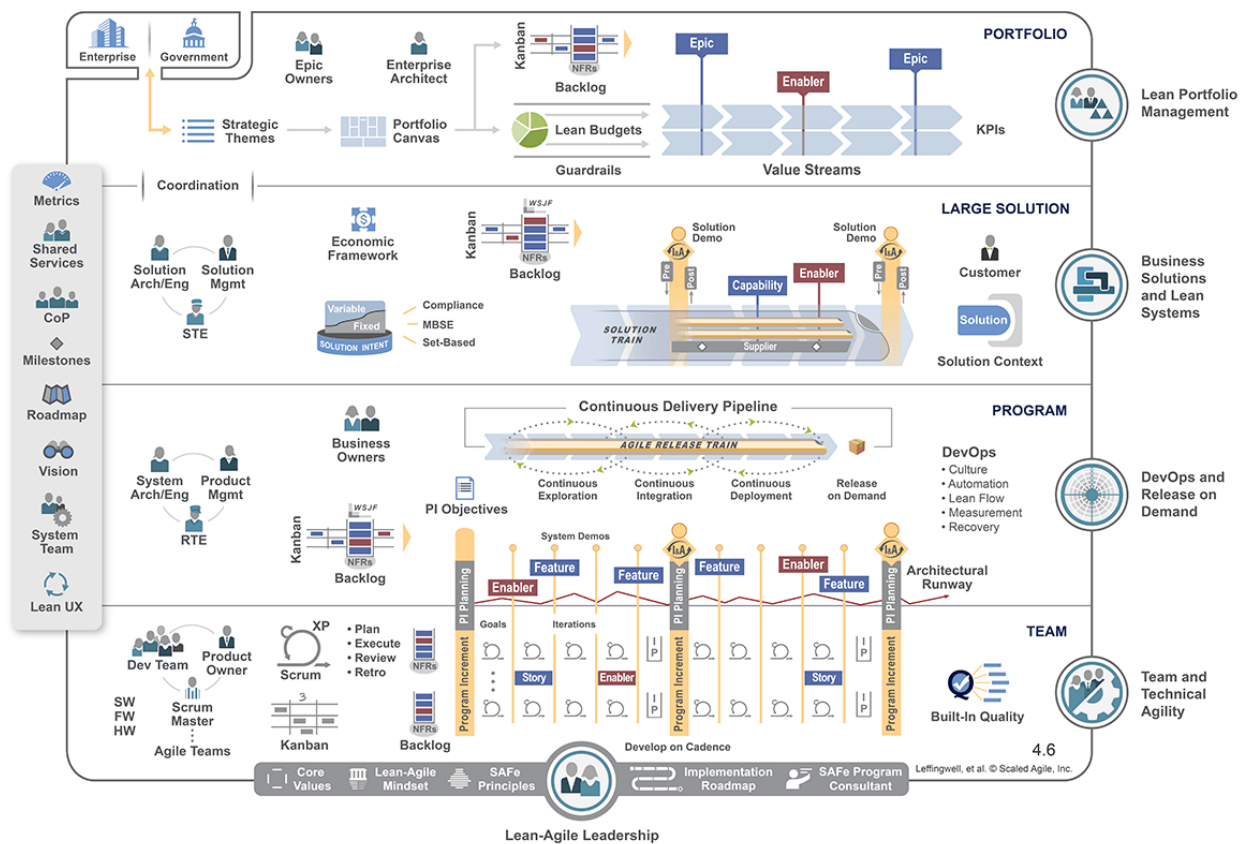 Enterprise
Government
Epic
Owners
Enterprise
Architect
Kanban
NFRs
Backlog
Epic
Enabler
Epic
PORTFOLIO
Lean Portfolio
Management
Strategic
Themes
Portfolio
Canvas
Lean Budgets
Guardrails
Value Streams
KPIs
Metrics
Shared
Services
CoP
Milestones
Roadmap
Vision
System
Team
Lean UX
Coordination
Solution
Arch/Eng
Solution
Mgmt
STE
Economic
Framework
Variable
Fixed
SOLUTION INTENT
Compliance
MBSE
Set-Based
Kanban
WSJF
NFRs
Backlog
Solution
Demo
I&A
Pre
Post
Capability
Enabler
Solution
Demo
I&A
Pre
Post
SOLUTION
TRAIN
Supplier
LARGE SOLUTION
Customer
Solution
Solution Context
Business
Solutions
and Lean
Systems
System
Arch/Eng
Product
Mgmt
RTE
Business
Owners
Continuous Delivery Pipeline
AGILE RELEASE TRAIN
Continuous
Exploration
Continuous
Integration
Continuous
Deployment
Release
on Demand
PROGRAM
DevOps
• Culture
• Automation
• Lean Flow
• Measurement
• Recovery
DevOps and
Release on
Demand
PI Objectives
Kanban
WSJF
NFRs
Backlog
System Demos
PI Planning
Enabler
Feature
Feature
I&A
PI Planning
Feature
Enabler
Feature
I&A
PI Planning
Architectural
Runway
Dev Team
Product
Owner
Scrum
Master
SW
FW
HW
Agile Teams
XP
Scrum
• Plan
• Execute
• Review
• Retro
Kanban
NFRs
NFRs
Backlog
Program Increment
Goals
Iterations
Story
Enabler
I P
I P
Program Increment
Story
I P
I P
Program Increment
Develop on Cadence
TEAM
Built-In Quality
Team and
Technical
Agility
4.6
Leffingwell, et al. © Scaled Agile, Inc.
Core
Values
Lean-Agile
Mindset
SAFe
Principles
Implementation
Roadmap
SAFe Program
Consultant
Lean-Agile Leadership